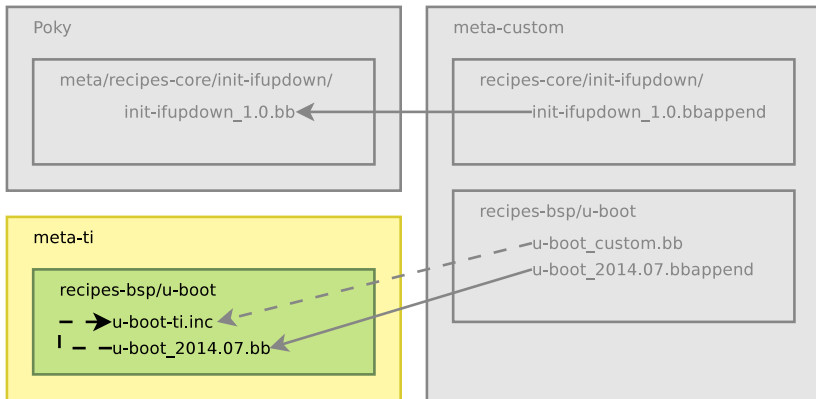 Poky
meta/recipes-core/init-ifupdown/
init-ifupdown_1.0.bb
meta-ti
recipes-bsp/u-boot
u-boot-ti.inc
u-boot_2014.07.bb
meta-custom
recipes-core/init-ifupdown/
init-ifupdown_1.0.bbappend
recipes-bsp/u-boot
u-boot_custom.bb
u-boot_2014.07.bbappend